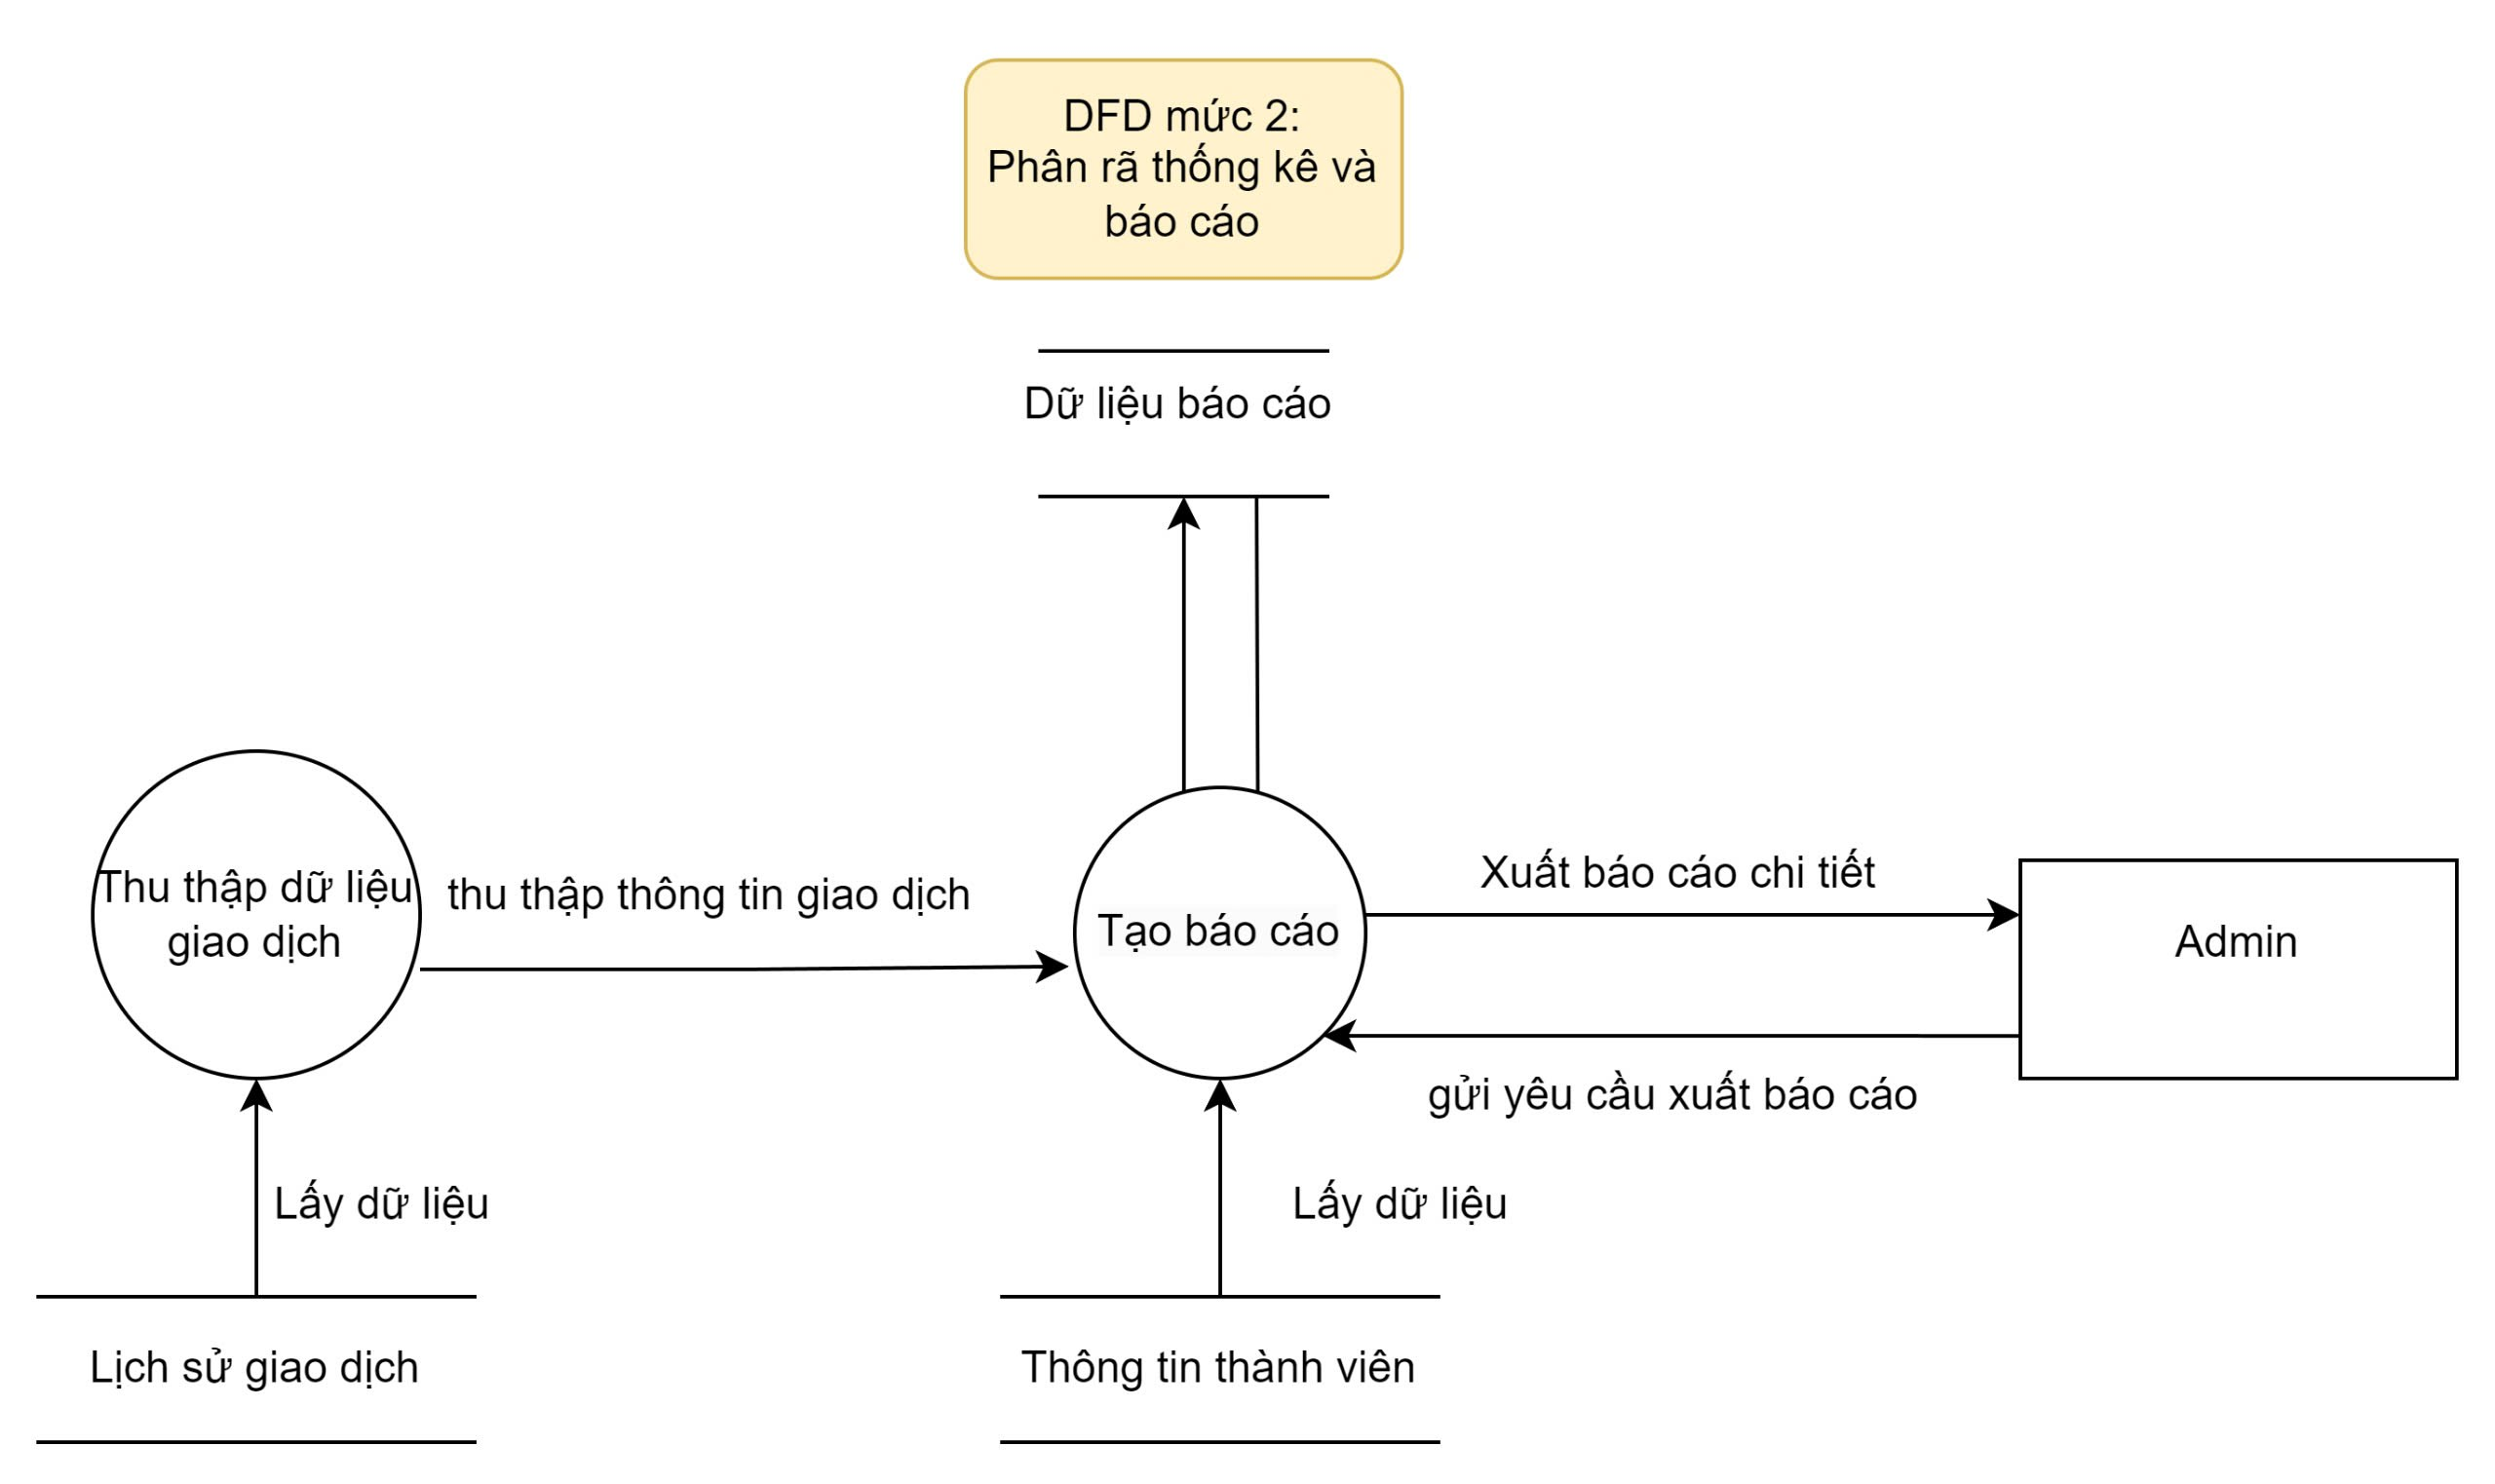 DFD mức 2:
Phân rã thống kê và
báo cáo
Dữ liệu báo cáo
Thu thập dữ liệu
giao dịch
thu thập thông tin giao dịch
Tạo báo cáo
Xuất báo cáo chi tiết
Admin
gửi yêu cầu xuất báo cáo
Lấy dữ liệu
Lấy dữ liệu
Lịch sử giao dịch
Thông tin thành viên